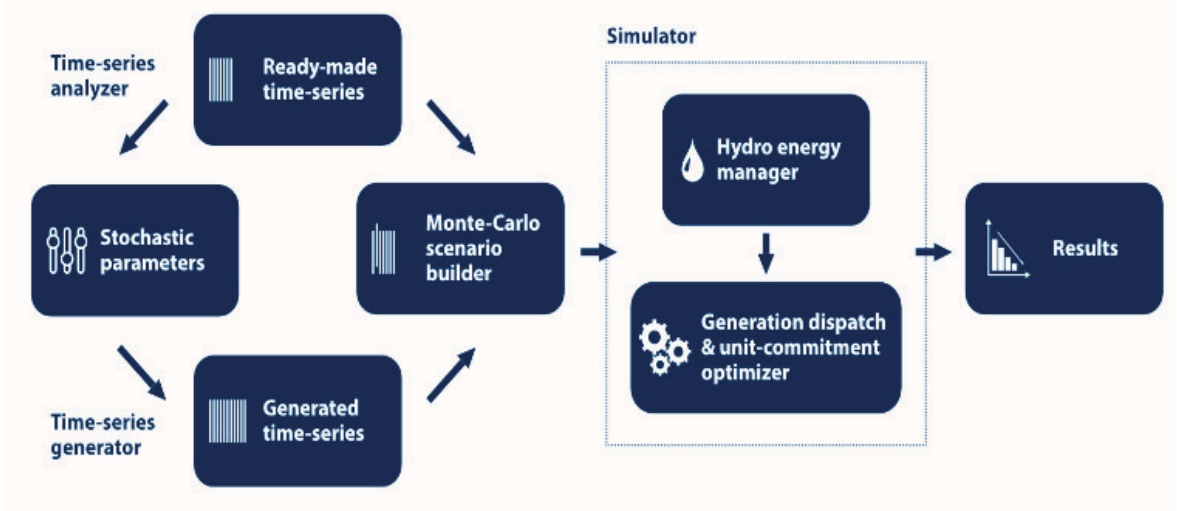 Time-series
analyzer
Ready-made
time-series
Stochastic
parameters
Time-series
generator
Generated
time-series
Monte-Carlo
scenario
builder
Simulator
Hydro energy
manager
Generation dispatch
& unit-commitment
optimizer
Results